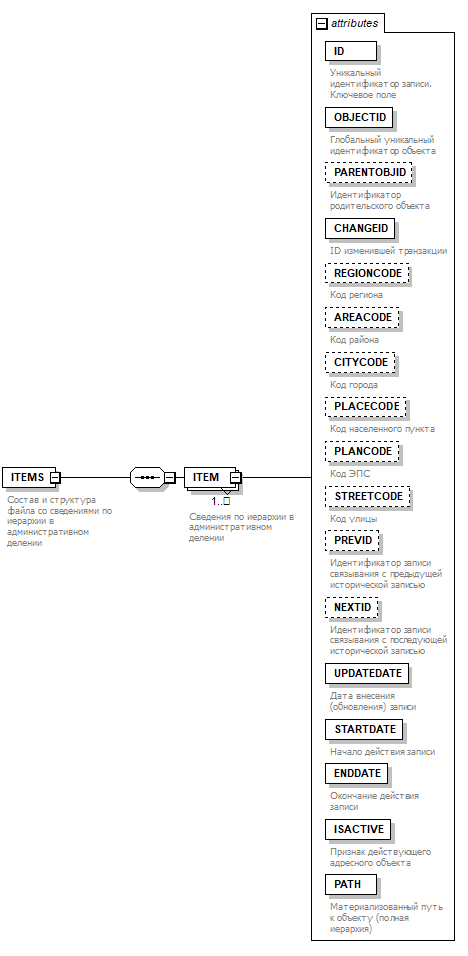 attributes
ID
Уникальный
идентификатор записи.
Ключевое поле
OBJECTID
Глобальный уникальный
идентификатор объекта
PARENTOBJID
Идентификатор
родительского объекта
CHANGEID
ID изменившей транзакции
REGIONCODE
Код региона
AREACODE
Код района
CITYCODE
Код города
PLACECODE
Код населенного пункта
PLANCODE
Код ЭПС
STREETCODE
Код улицы
PREVID
Идентификатор записи
связывания с предыдущей
исторической записью
NEXTID
Идентификатор записи
связывания с последующей
исторической записью
UPDATEDATE
Дата внесения
(обновления) записи
STARTDATE
Начало действия записи
ENDDATE
Окончание действия
записи
ISACTIVE
Признак действующего
адресного объекта
PATH
Материализованный путь
к объекту (полная
иерархия)
ITEMS
Состав и структура
файла со сведениями по
иерархии в
административном
делении
ITEM
1..□
Сведения по иерархии в
административном
делении